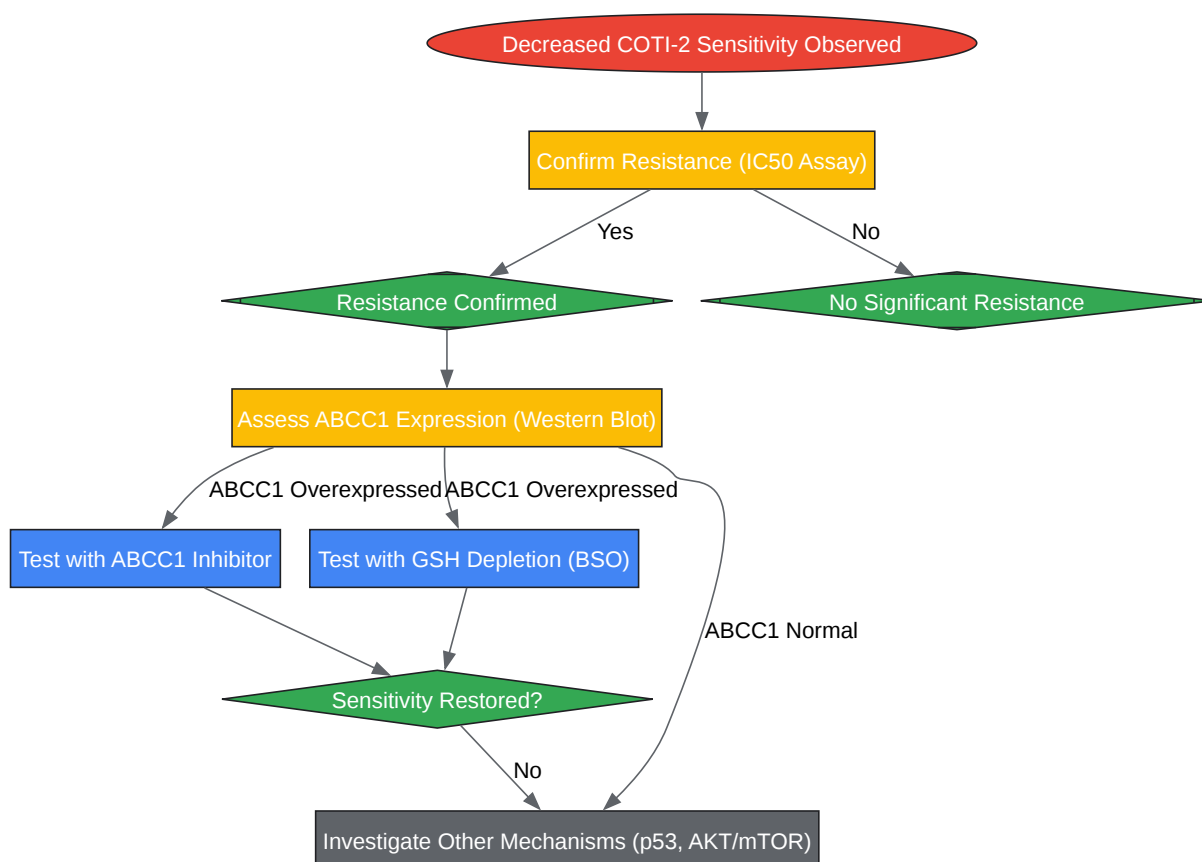 Decreased COTI-2 Sensitivity Observed
Confirm Resistance (IC50 Assay)
Yes
No
Resistance Confirmed
No Significant Resistance
Assess ABCC1 Expression (Western Blot)
ABCC1 Overexpressed
ABCC1 Overexpressed
Test with ABCC1 Inhibitor
Test with GSH Depletion (BSO)
ABCC1 Normal
Sensitivity Restored?
No
Investigate Other Mechanisms (p53, AKT/mTOR)